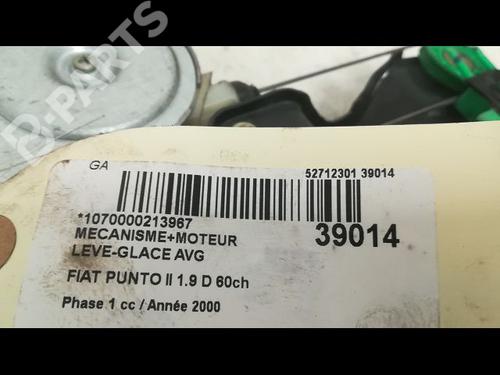 B-PARTS
GA
52712301 39014
*1070000213967
39014
MECANISME+MOTEUR
LEVE-GLACE AVG
FIAT PUNTO II 1.9 D 60ch
Phase 1 cc / Année 2000